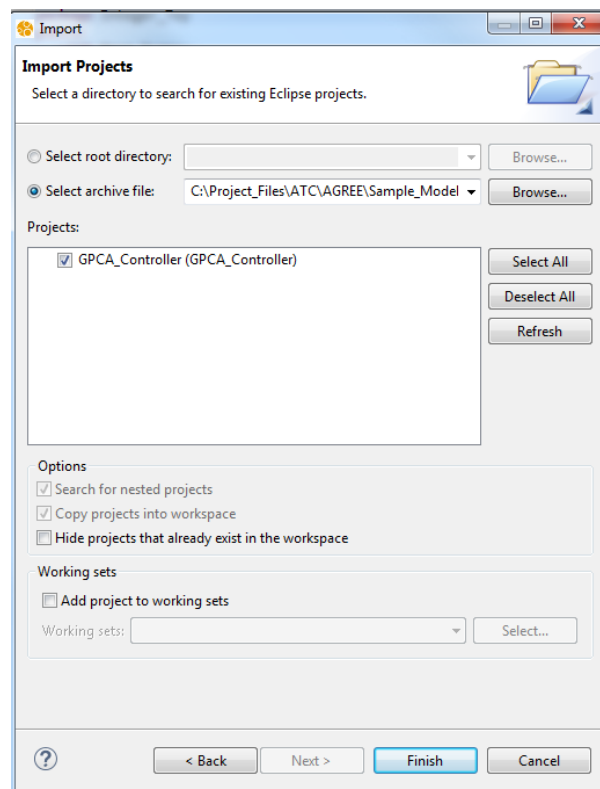 Import
Import Projects
Select a directory to search for existing Eclipse projects.
Select root directory: Browse...
Select archive file: C:\Project_Files\ATC\AGREE\Sample_Model Browse...
Projects:
GPCA_Controller (GPCA_Controller) Select All
Deselect All
Refresh
Options
Search for nested projects
Copy projects into workspace
Hide projects that already exist in the workspace
Working sets
Add project to working sets
Working sets: Select...
? < Back Next > Finish Cancel